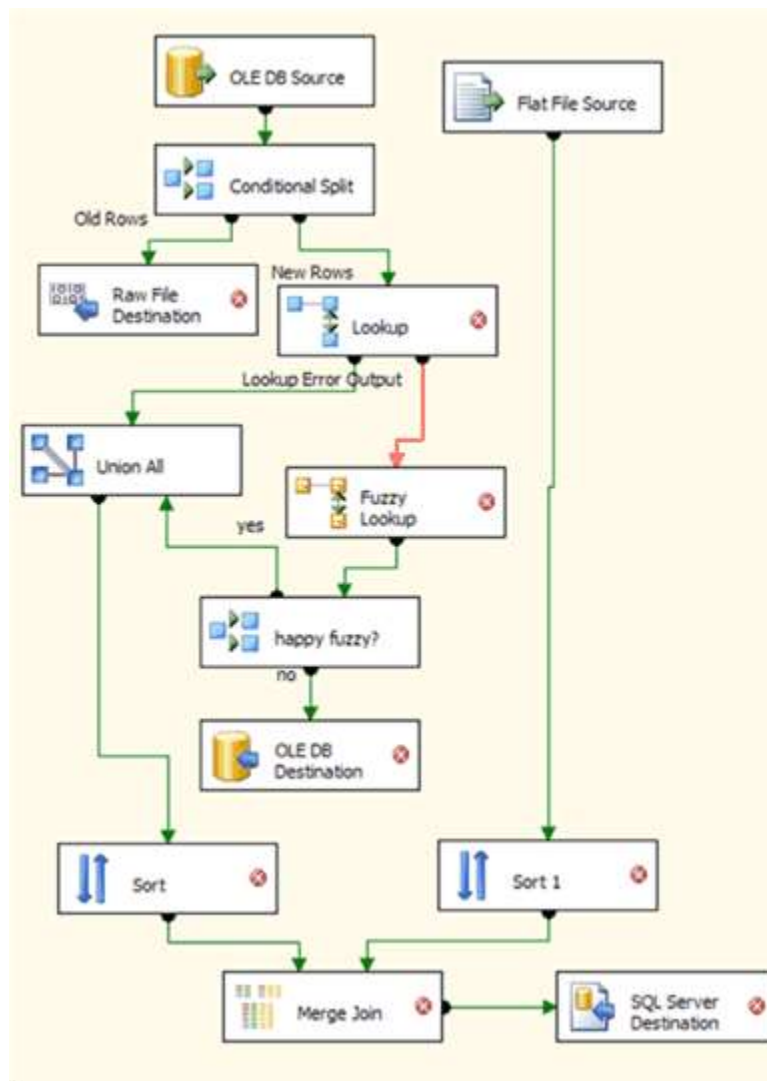 OLE DB Source
Flat File Source
Conditional Split
Old Rows
New Rows
Raw File
Destination
Lookup
Lookup Error Output
Union All
Fuzzy
Lookup
yes
happy fuzzy?
no
OLE DB
Destination
Sort
Sort 1
Merge Join
SQL Server
Destination